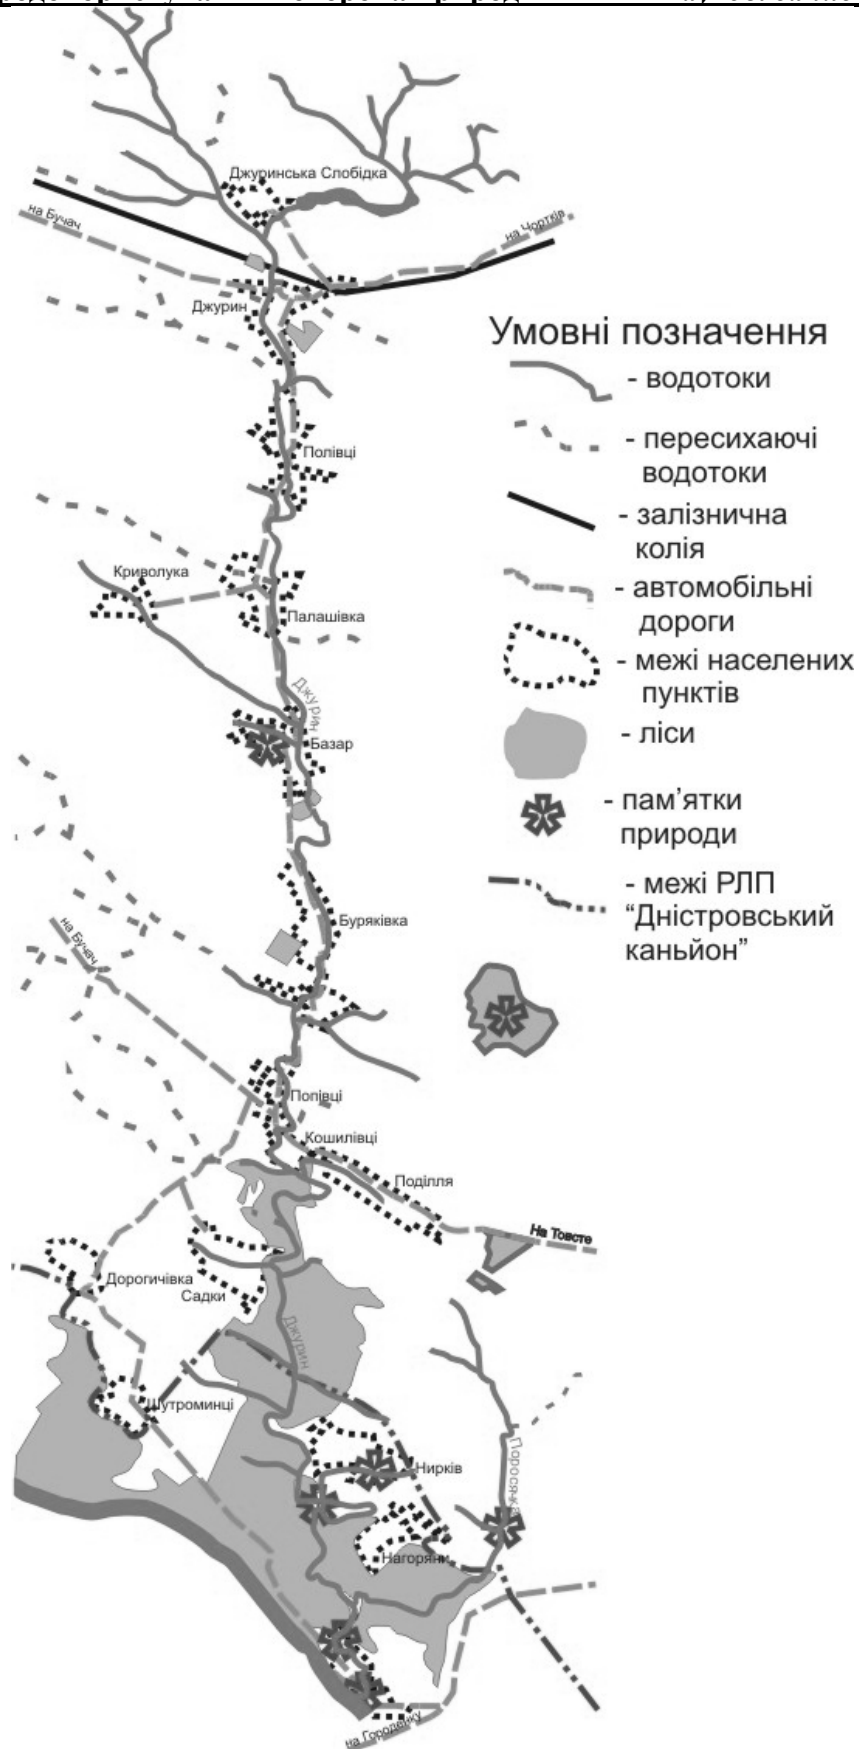 Джуринська Слобідка
на Бучач
на Чортків
Джурин
Умовні позначення
- водотоки
- пересихаючі
водотоки
- залізнична
колія
- автомобільні
дороги
- межі населених
пунктів
- ліси
- пам’ятки
природи
- межі РЛП
“Дністровський
каньйон”
Полівці
Криволука
Палашівка
Джурин
Базар
Буряківка
на Бучач
Попівці
Кошилівці
Поділля
На Товсте
Дорогичівка
Садки
Джурин
Шутроминці
Нирків
Поросячка
Нагоряни
на Городенку